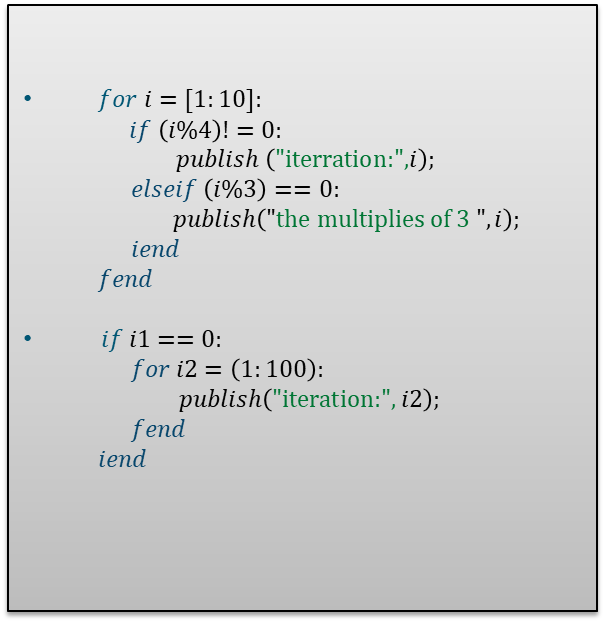 • for i = [1: 10]:
if (i%4)! = 0:
publish ("iterration:",i);
elseif (i%3) == 0:
publish("the multiplies of 3 ", i);
iend
fend
• if i1 == 0:
for i2 = (1: 100):
publish("iteration:", i2);
fend
iend